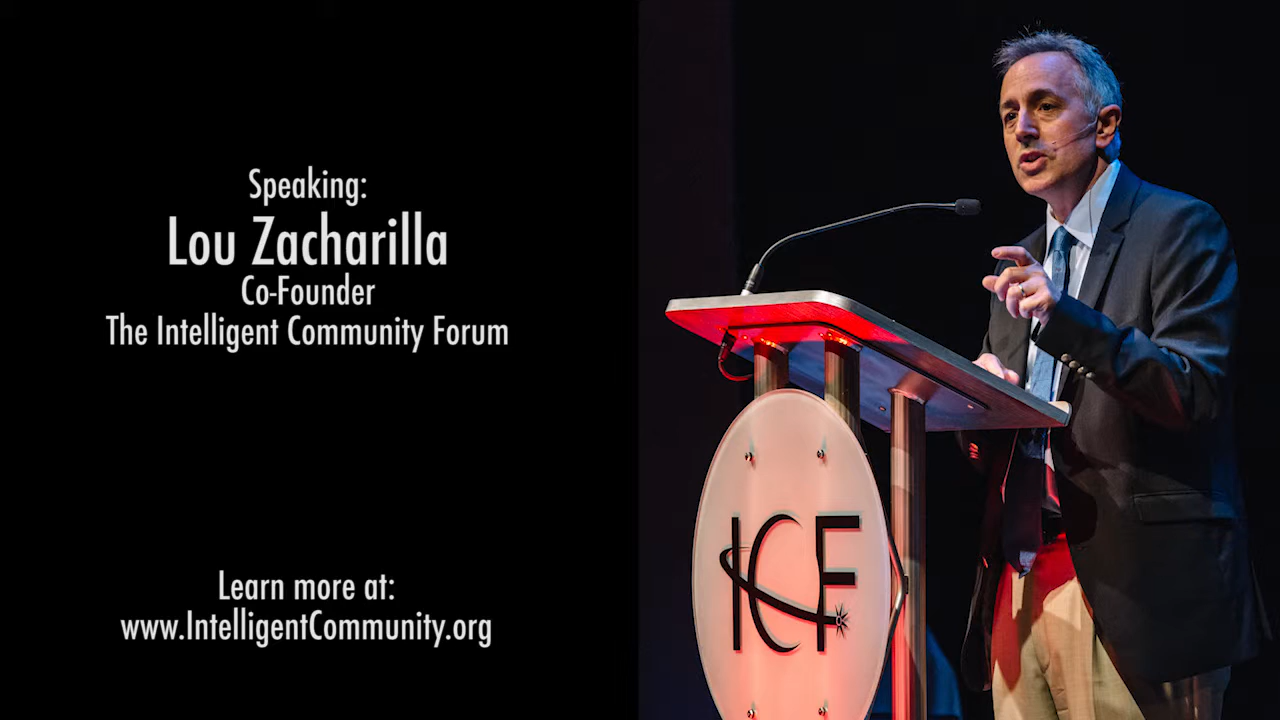 Speaking:
Lou Zacharilla
Co-Founder
The Intelligent Community Forum
Learn more at:
www.IntelligentCommunity.org
ICF